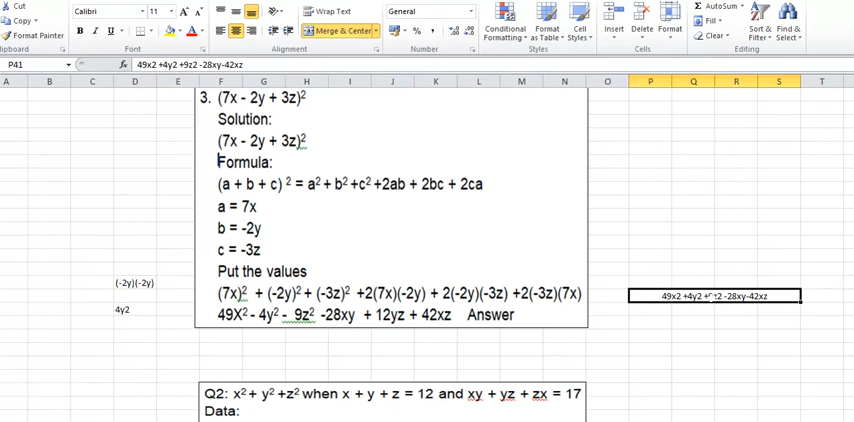 Cut
Copy
Format Painter
lipboard
Calibri
11
B I U
Font
Wrap Text
Merge & Center
Alignment
General
$ % ,
Number
Conditional Formatting
Format as Table
Cell Styles
Styles
Insert
Delete
Format
Cells
Σ AutoSum
Fill
Clear
Sort & Filter
Find & Select
Editing
P41
fx
49x2 +4y2 +9z2 -28xy-42xz
A B C D E F G H I J K L M N O P Q R S T
3. (7x - 2y + 3z)²
Solution:
(7x - 2y + 3z)²
Formula:
(a + b + c) ² = a² + b² +c² +2ab + 2bc + 2ca
a = 7x
b = -2y
c = -3z
Put the values
(-2y)(-2y)
(7x)² + (-2y)² + (-3z)² +2(7x)(-2y) + 2(-2y)(-3z) +2(-3z)(7x)
49x2 +4y2 +9z2 -28xy-42xz
4y2
49X² - 4y² - 9z² -28xy + 12yz + 42xz Answer
Q2: x² + y² +z² when x + y + z = 12 and xy + yz + zx = 17
Data: